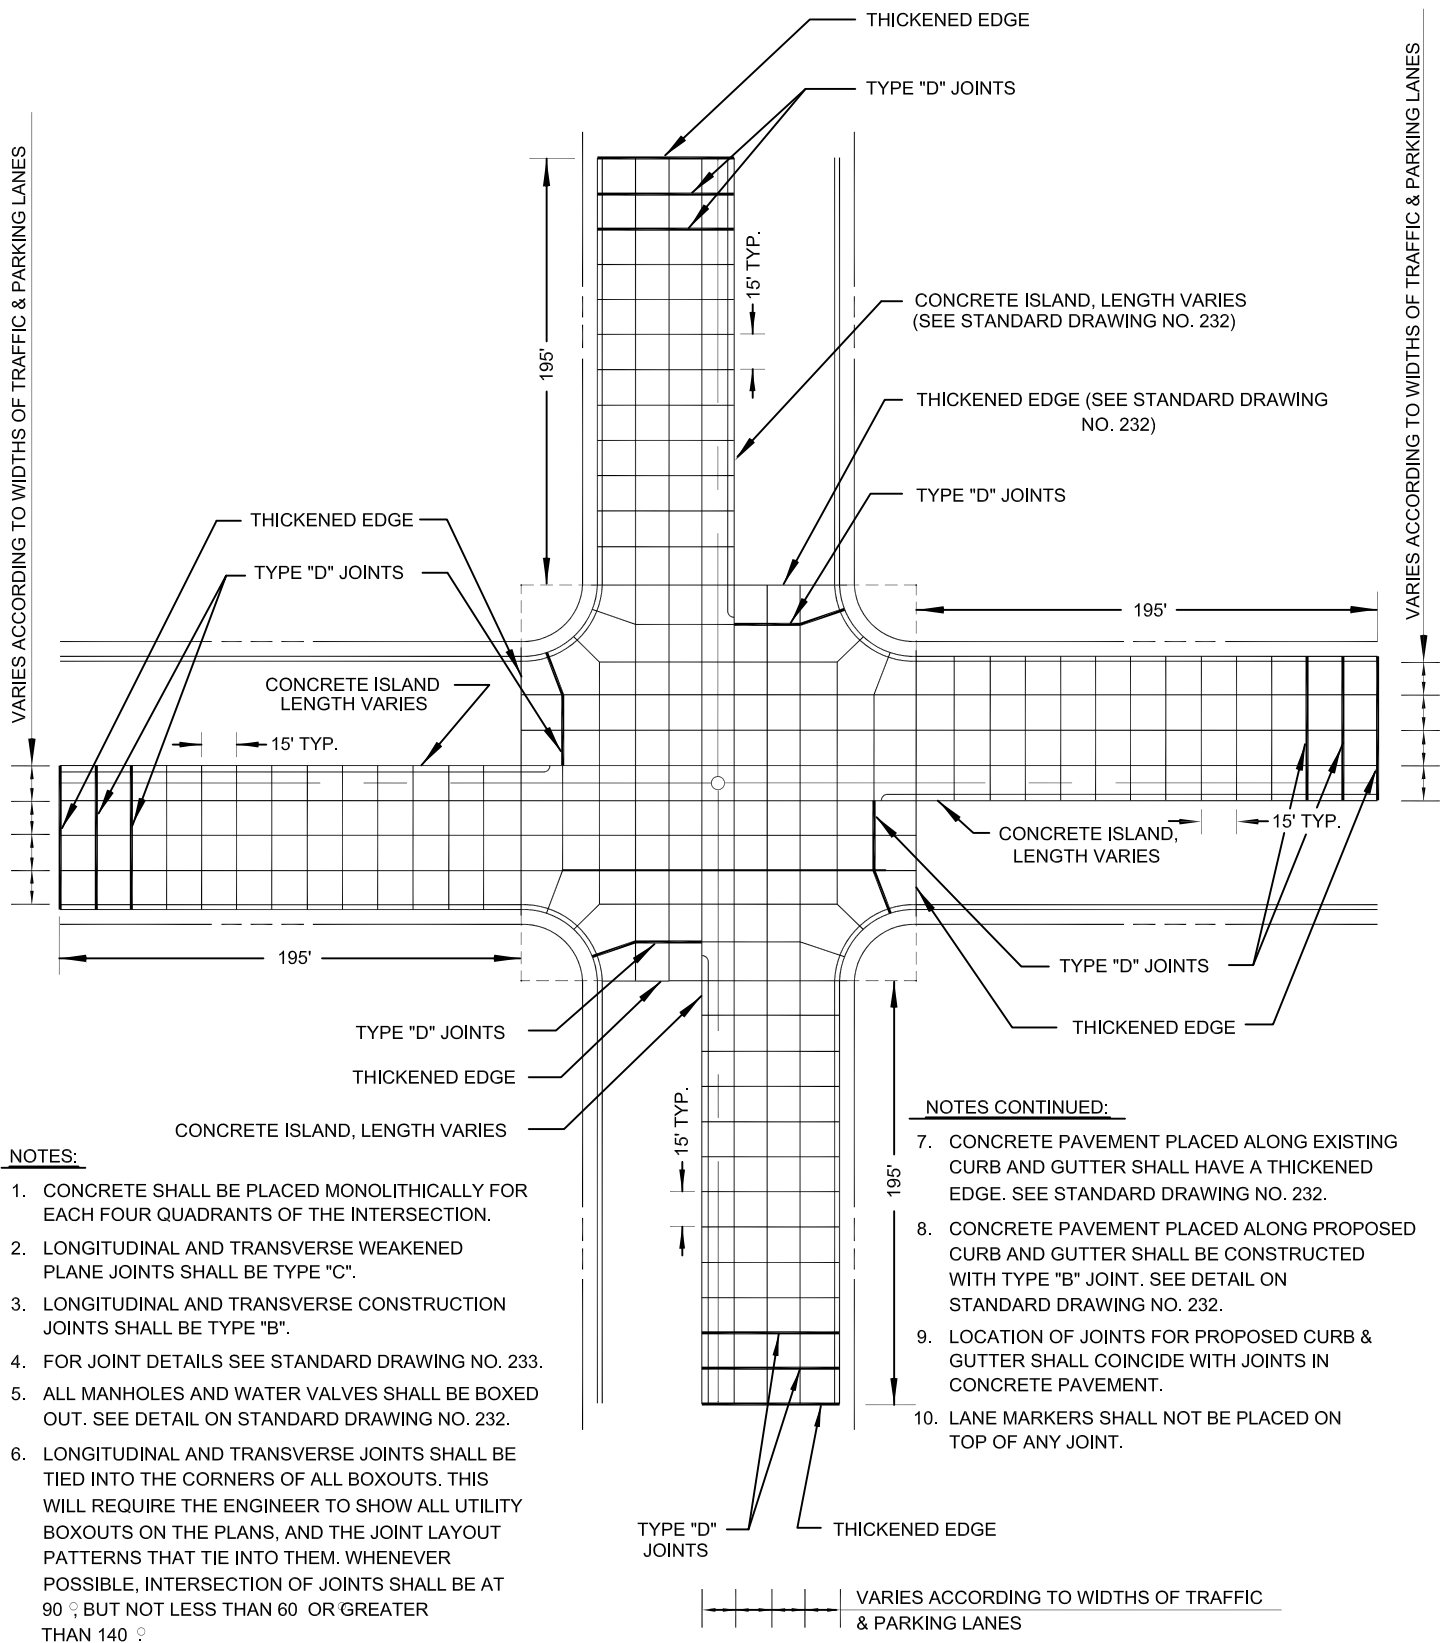 THICKENED EDGE
TYPE "D" JOINTS
VARIES ACCORDING TO WIDTHS OF TRAFFIC & PARKING LANES
VARIES ACCORDING TO WIDTHS OF TRAFFIC & PARKING LANES
15' TYP.
195'
CONCRETE ISLAND, LENGTH VARIES
(SEE STANDARD DRAWING NO. 232)
THICKENED EDGE (SEE STANDARD DRAWING
NO. 232)
TYPE "D" JOINTS
THICKENED EDGE
TYPE "D" JOINTS
195'
CONCRETE ISLAND
LENGTH VARIES
15' TYP.
15' TYP.
CONCRETE ISLAND,
LENGTH VARIES
195'
TYPE "D" JOINTS
THICKENED EDGE
TYPE "D" JOINTS
THICKENED EDGE
CONCRETE ISLAND, LENGTH VARIES
15' TYP.
195'
NOTES:
1. CONCRETE SHALL BE PLACED MONOLITHICALLY FOR
EACH FOUR QUADRANTS OF THE INTERSECTION.
2. LONGITUDINAL AND TRANSVERSE WEAKENED
PLANE JOINTS SHALL BE TYPE "C".
3. LONGITUDINAL AND TRANSVERSE CONSTRUCTION
JOINTS SHALL BE TYPE "B".
4. FOR JOINT DETAILS SEE STANDARD DRAWING NO. 233.
5. ALL MANHOLES AND WATER VALVES SHALL BE BOXED
OUT. SEE DETAIL ON STANDARD DRAWING NO. 232.
6. LONGITUDINAL AND TRANSVERSE JOINTS SHALL BE
TIED INTO THE CORNERS OF ALL BOXOUTS. THIS
WILL REQUIRE THE ENGINEER TO SHOW ALL UTILITY
BOXOUTS ON THE PLANS, AND THE JOINT LAYOUT
PATTERNS THAT TIE INTO THEM. WHENEVER
POSSIBLE, INTERSECTION OF JOINTS SHALL BE AT
90 °, BUT NOT LESS THAN 60 OR °GREATER
THAN 140 °.
NOTES CONTINUED:
7. CONCRETE PAVEMENT PLACED ALONG EXISTING
CURB AND GUTTER SHALL HAVE A THICKENED
EDGE. SEE STANDARD DRAWING NO. 232.
8. CONCRETE PAVEMENT PLACED ALONG PROPOSED
CURB AND GUTTER SHALL BE CONSTRUCTED
WITH TYPE "B" JOINT. SEE DETAIL ON
STANDARD DRAWING NO. 232.
9. LOCATION OF JOINTS FOR PROPOSED CURB &
GUTTER SHALL COINCIDE WITH JOINTS IN
CONCRETE PAVEMENT.
10. LANE MARKERS SHALL NOT BE PLACED ON
TOP OF ANY JOINT.
TYPE "D"
JOINTS
THICKENED EDGE
VARIES ACCORDING TO WIDTHS OF TRAFFIC
& PARKING LANES